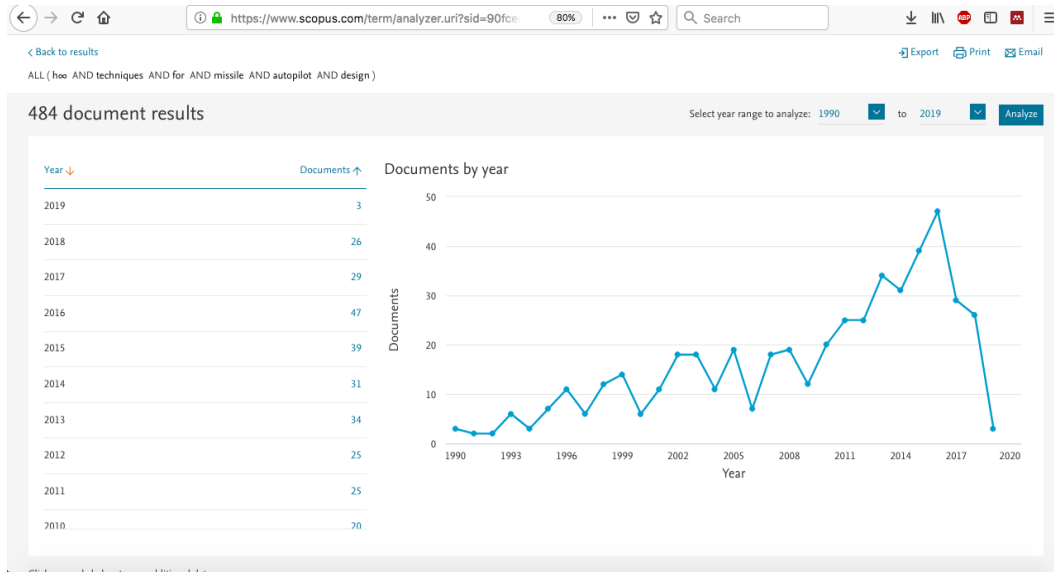 https://www.scopus.com/term/analyzer.uri?sid=90fce
80%
Search
ABP
Back to results
Export Print Email
ALL ( h∞ AND techniques AND for AND missile AND autopilot AND design )
484 document results
Select year range to analyze: 1990 to 2019 Analyze
Year Documents
2019 3
2018 26
2017 29
2016 47
2015 39
2014 31
2013 34
2012 25
2011 25
2010 20
Documents by year
50
40
30
20
10
0
Documents
1990 1993 1996 1999 2002 2005 2008 2011 2014 2017 2020
Year